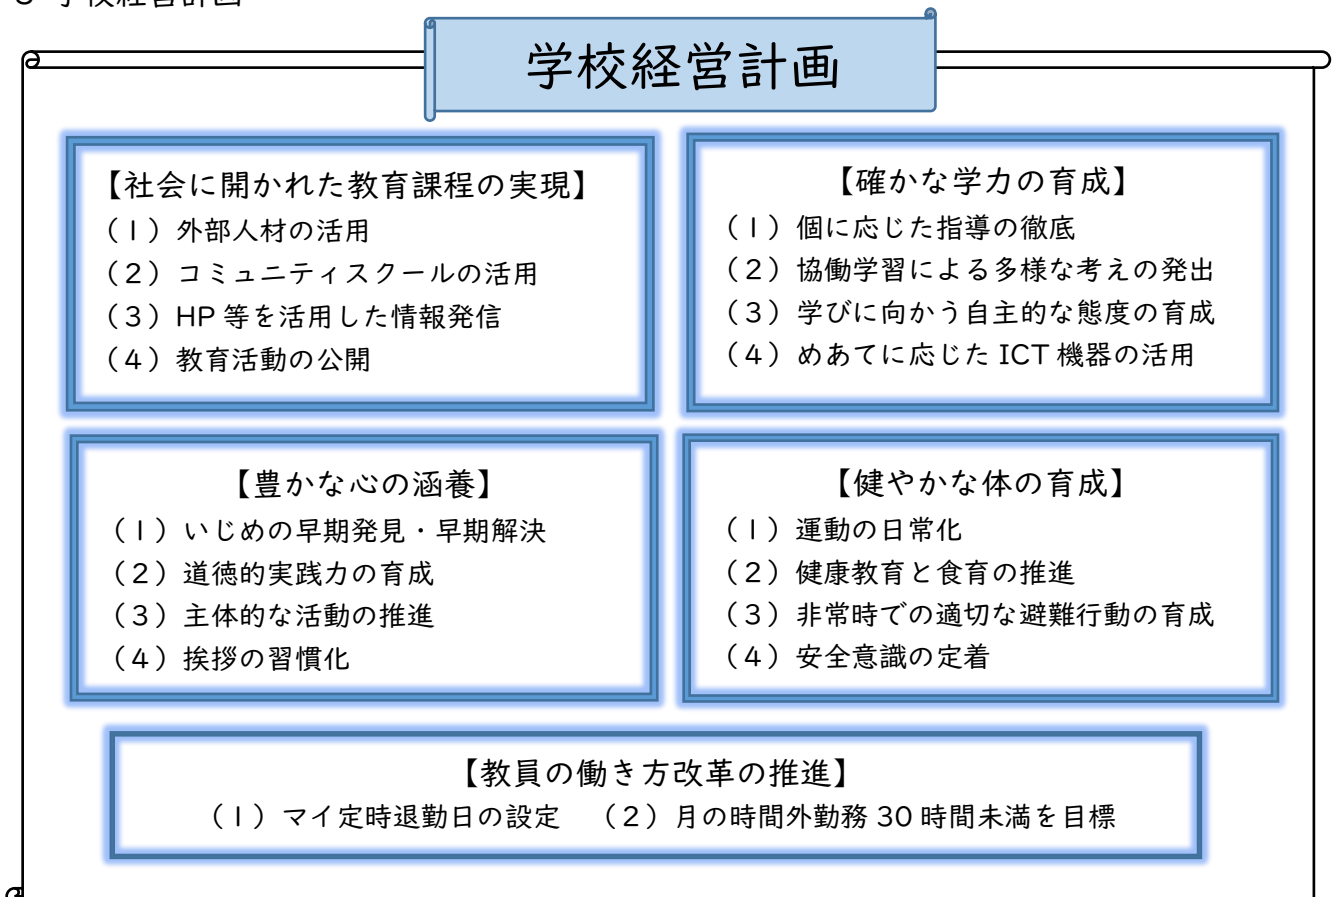 学校経営計画
【社会に開かれた教育課程の実現】
（1）外部人材の活用
（2）コミュニティスクールの活用
（3）HP等を活用した情報発信
（4）教育活動の公開
【確かな学力の育成】
（1）個に応じた指導の徹底
（2）協働学習による多様な考えの発出
（3）学びに向かう自主的な態度の育成
（4）めあてに応じたICT機器の活用
【豊かな心の涵養】
（1）いじめの早期発見・早期解決
（2）道徳的実践力の育成
（3）主体的な活動の推進
（4）挨拶の習慣化
【健やかな体の育成】
（1）運動の日常化
（2）健康教育と食育の推進
（3）非常時での適切な避難行動の育成
（4）安全意識の定着
【教員の働き方改革の推進】
（1）マイ定時退勤日の設定　（2）月の時間外勤務30時間未満を目標